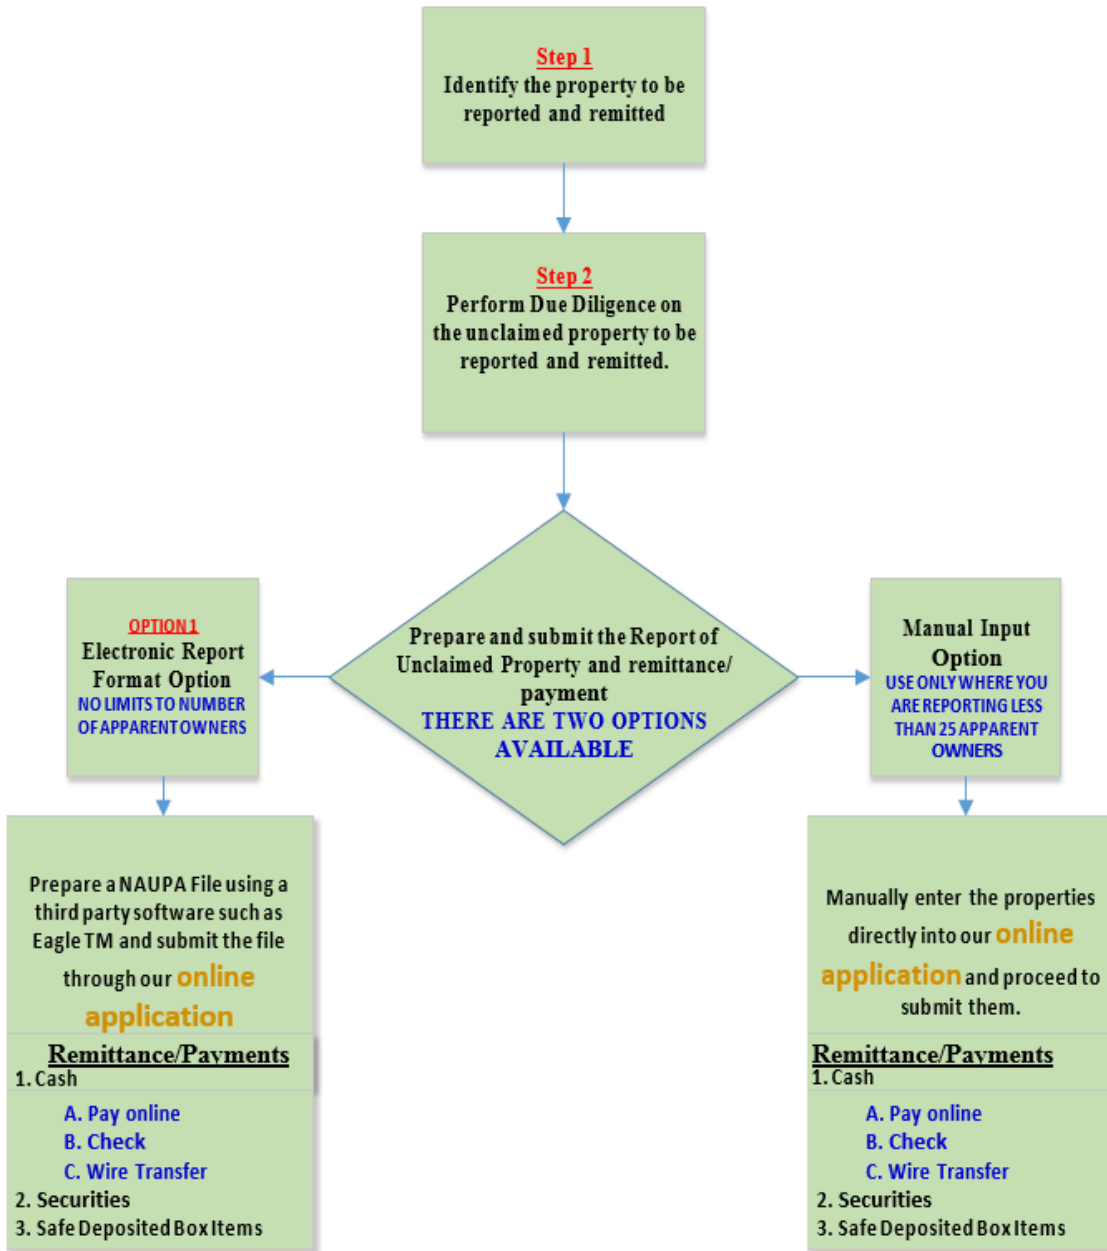 Step 1
Identify the property to be
reported and remitted
Step 2
Perform Due Diligence on
the unclaimed property to be
reported and remitted.
Prepare and submit the Report of
Unclaimed Property and remittance/
payment
THERE ARE TWO OPTIONS
AVAILABLE
OPTION 1
Electronic Report
Format Option
NO LIMITS TO NUMBER
OF APPARENT OWNERS
Manual Input
Option
USE ONLY WHERE YOU
ARE REPORTING LESS
THAN 25 APPARENT
OWNERS
Prepare a NAUPA File using a
third party software such as
Eagle TM and submit the file
through our online
application
Remittance/Payments
1. Cash
A. Pay online
B. Check
C. Wire Transfer
2. Securities
3. Safe Deposited Box Items
Manually enter the properties
directly into our online
application and proceed to
submit them.
Remittance/Payments
1. Cash
A. Pay online
B. Check
C. Wire Transfer
2. Securities
3. Safe Deposited Box Items